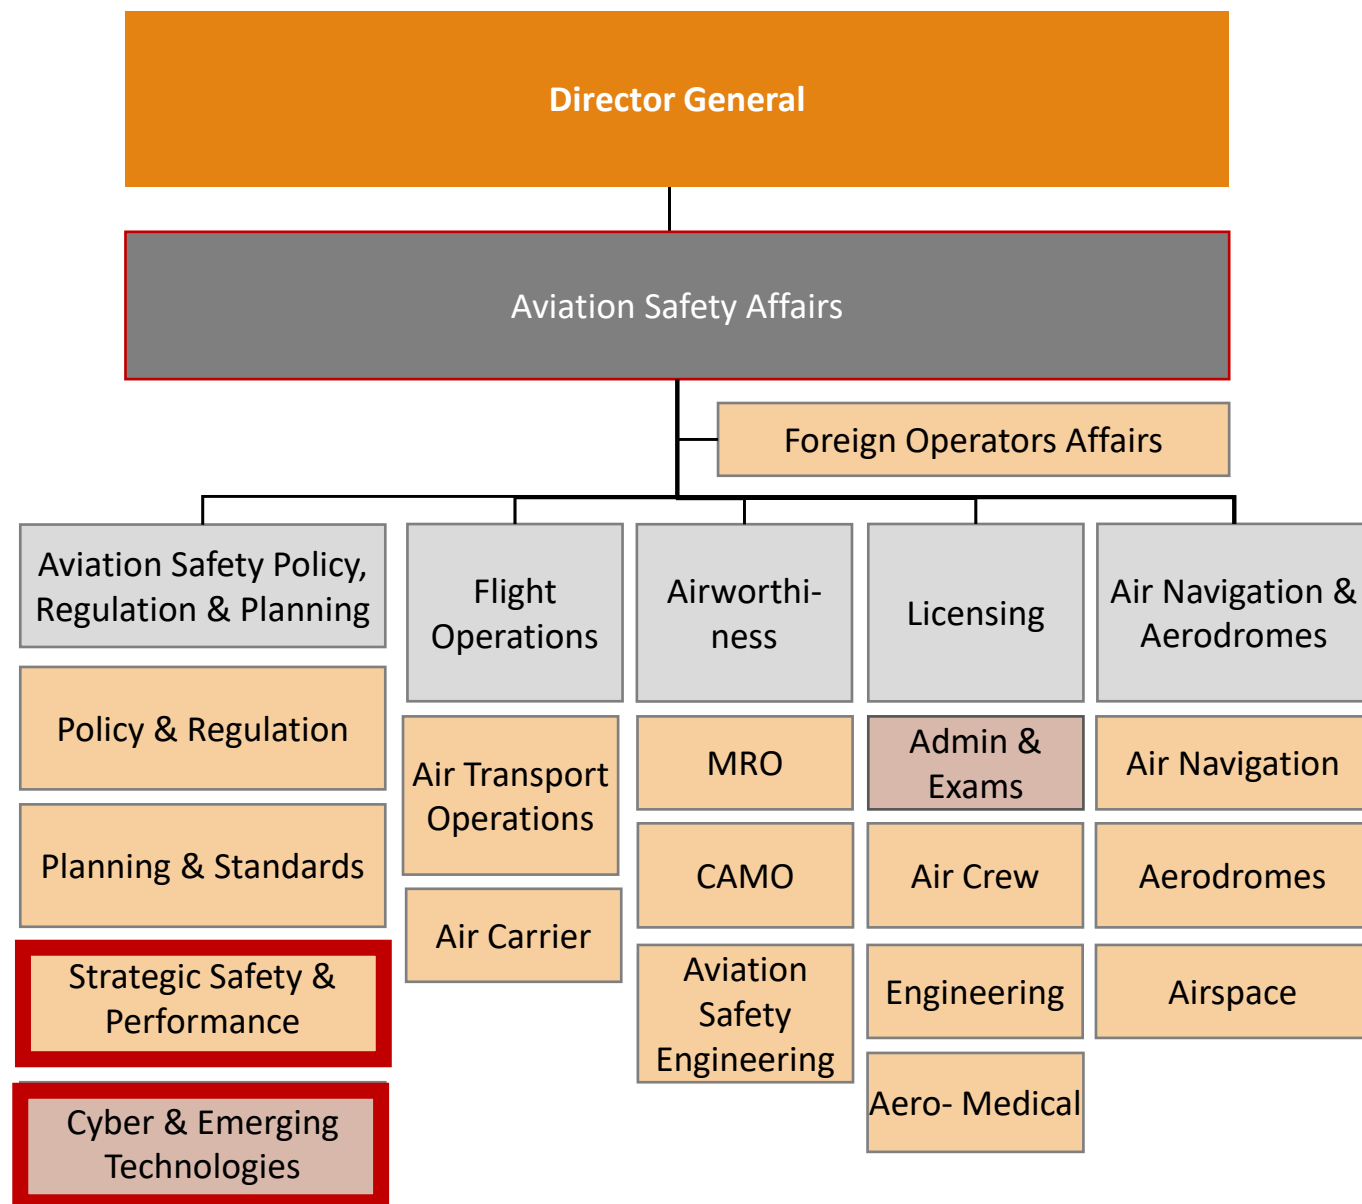 Director General
Aviation Safety Affairs
Foreign Operators Affairs
Aviation Safety Policy,
Regulation & Planning
Policy & Regulation
Planning & Standards
Strategic Safety &
Performance
Cyber & Emerging
Technologies
Flight
Operations
Air Transport
Operations
Air Carrier
Airworthi-
ness
MRO
CAMO
Aviation
Safety
Engineering
Licensing
Admin &
Exams
Air Crew
Engineering
Aero- Medical
Air Navigation &
Aerodromes
Air Navigation
Aerodromes
Airspace